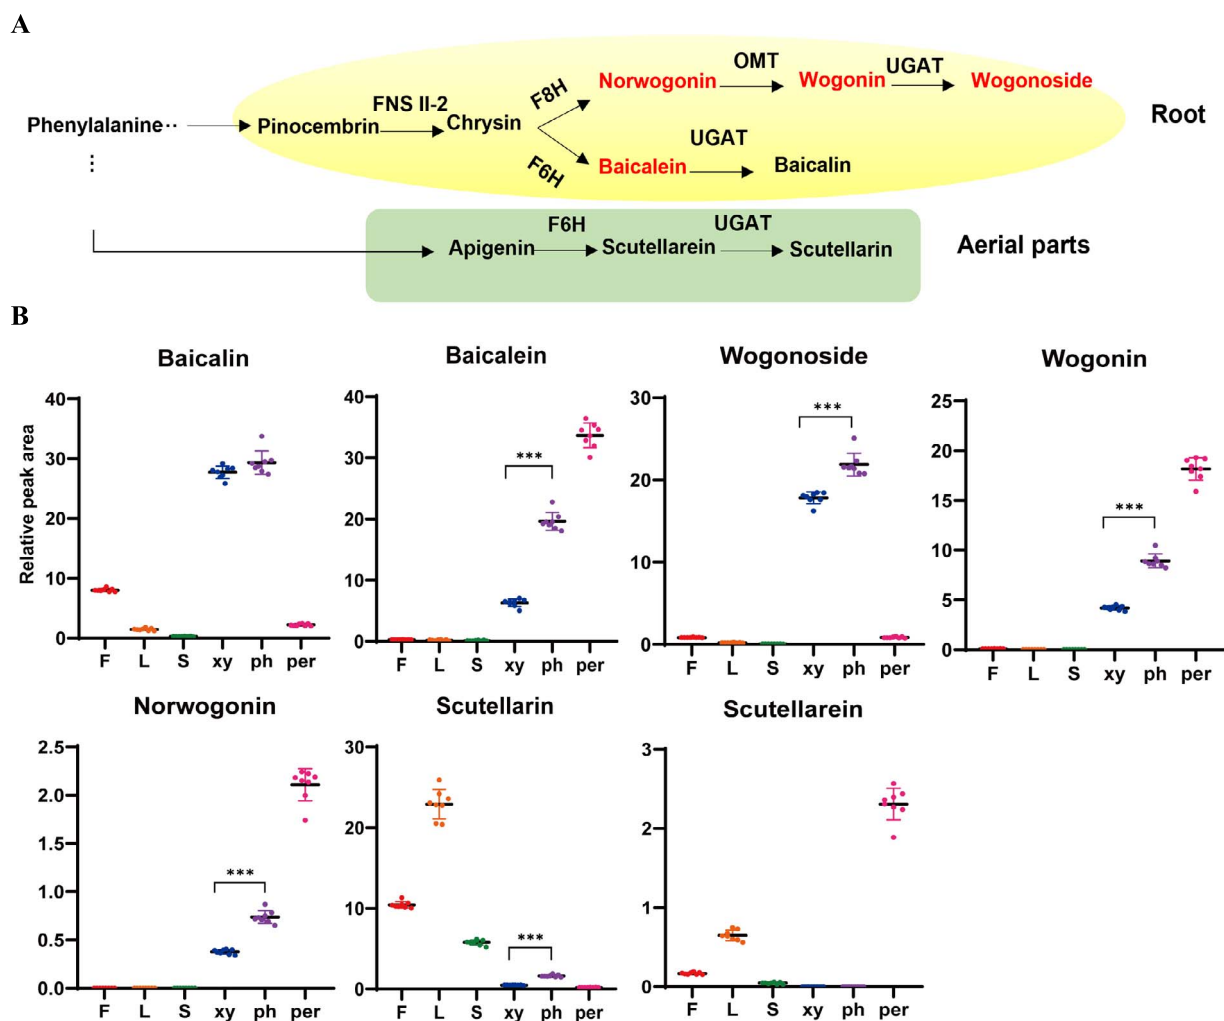 A
Phenylalanine··
⋮
Pinocembrin
FNS II-2
Chrysin
F8H
F6H
Norwogonin
OMT
Wogonin
UGAT
Wogonoside
Baicalein
UGAT
Baicalin
Root
Apigenin
F6H
Scutellarein
UGAT
Scutellarin
Aerial parts
B
Baicalin
Relative peak area
40
30
20
10
0
F L S xy ph per
Baicalein
40
30
20
10
0
***
F L S xy ph per
Wogonoside
30
20
10
0
***
F L S xy ph per
Wogonin
25
20
15
10
5
0
***
F L S xy ph per
Norwogonin
2.5
2.0
1.5
1.0
0.5
0.0
***
F L S xy ph per
Scutellarin
30
20
10
0
***
F L S xy ph per
Scutellarein
3
2
1
0
F L S xy ph per